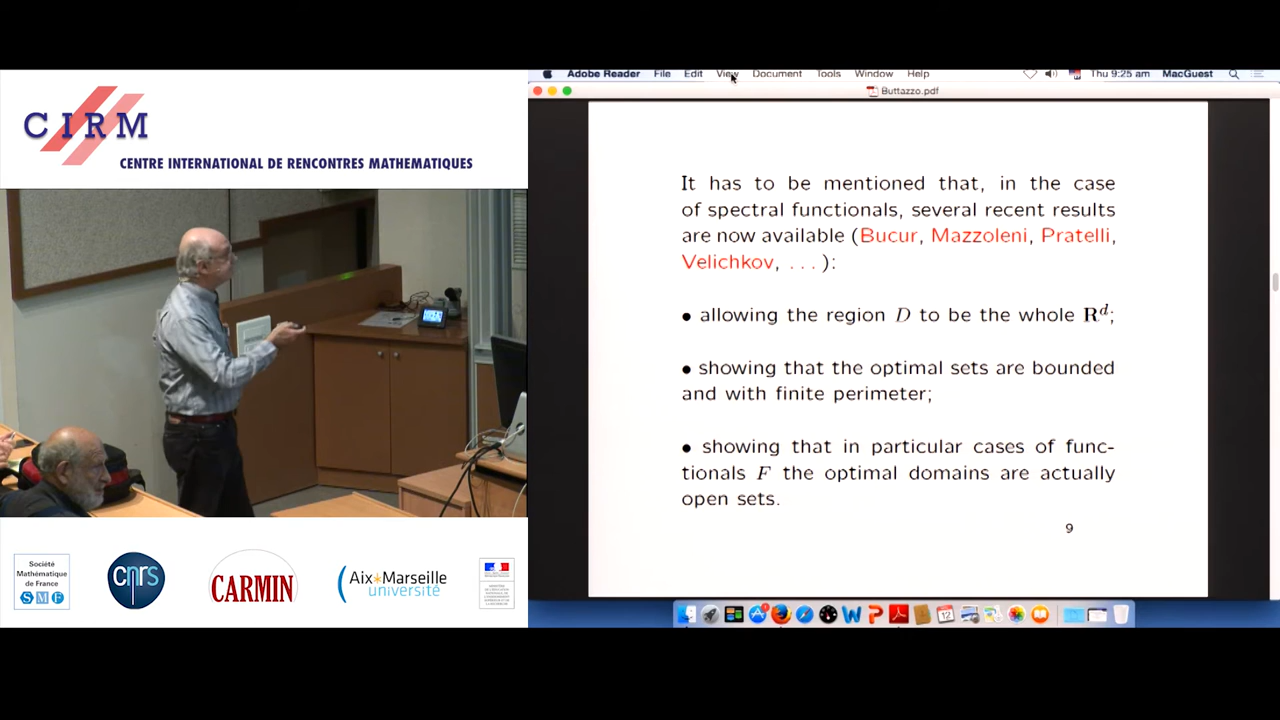 CIRM
CENTRE INTERNATIONAL DE RENCONTRES MATHEMATIQUES
Adobe Reader File Edit View Document Tools Window Help Thu 9:25 am MacGuest
Buttazzo.pdf
It has to be mentioned that, in the case
of spectral functionals, several recent results
are now available (Bucur, Mazzoleni, Pratelli,
Velichkov, ... ):
• allowing the region D to be the whole R^d;
• showing that the optimal sets are bounded
and with finite perimeter;
• showing that in particular cases of func-
tionals F the optimal domains are actually
open sets.
9
Société
Mathématique
de France
SMF
cnrs
CARMIN
Aix*Marseille
université